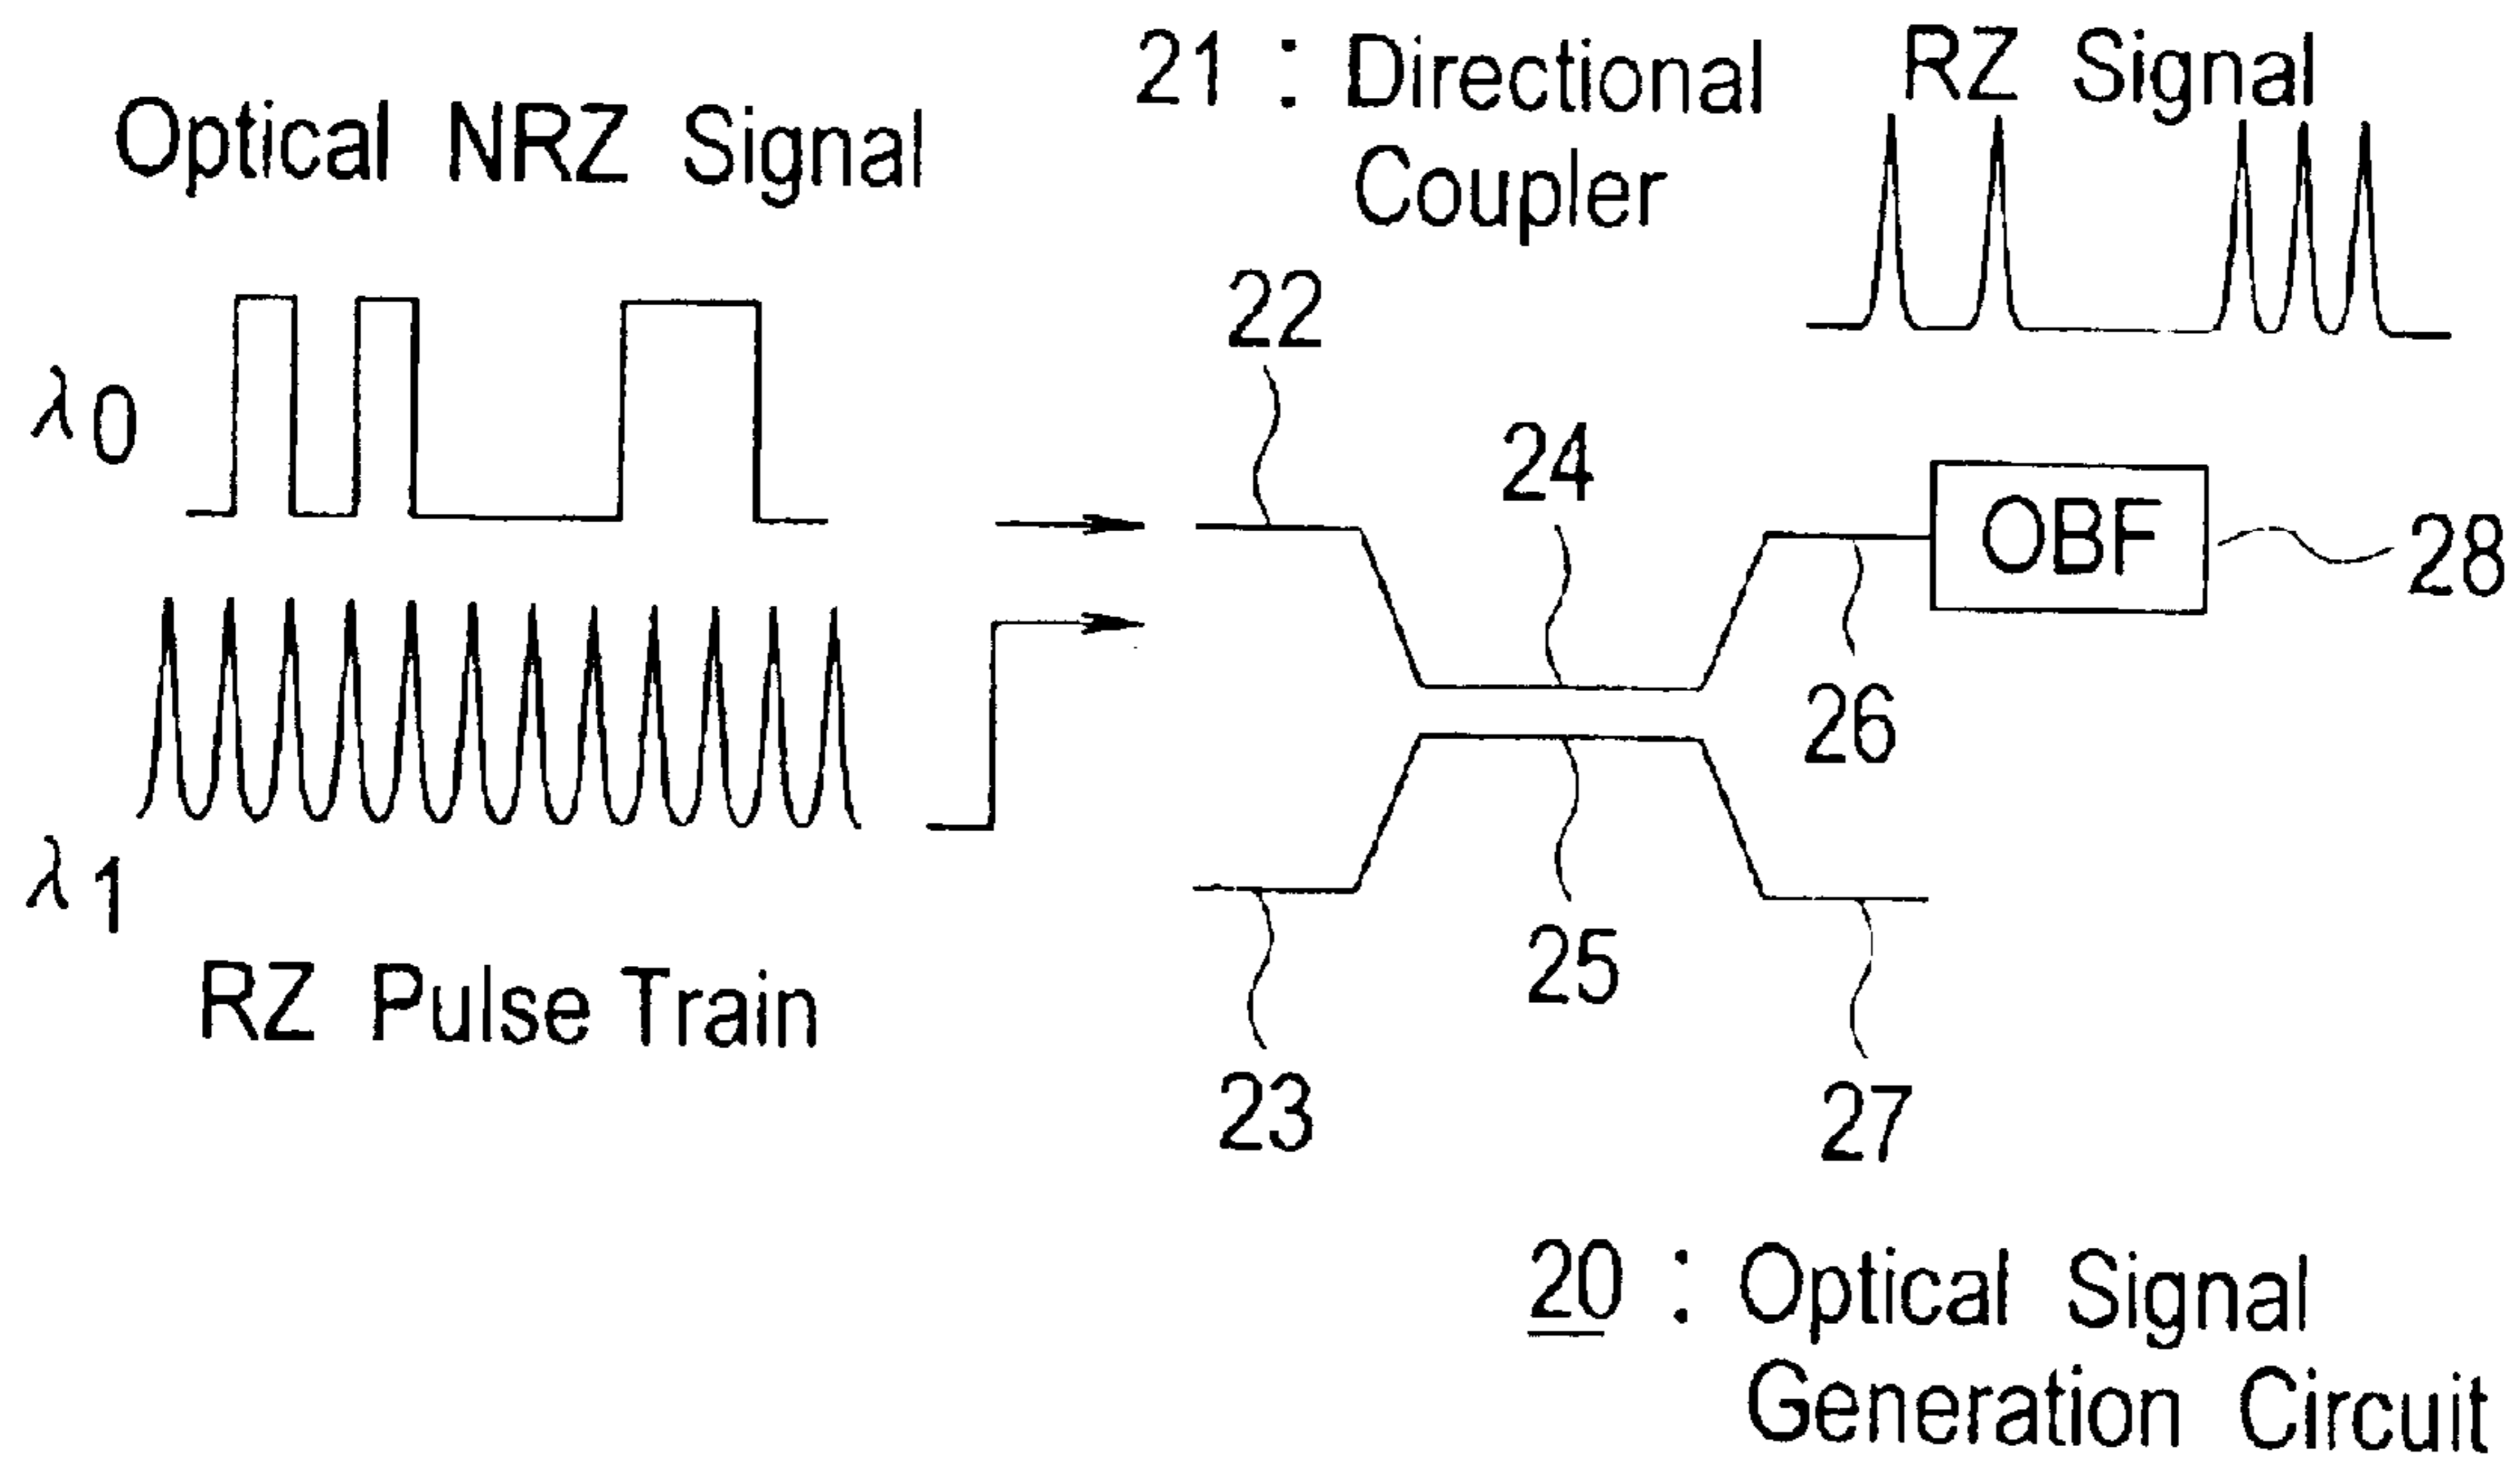 Optical NRZ Signal
λ0
λ1
RZ Pulse Train
21 : Directional
Coupler
RZ Signal
22
24
OBF
28
26
25
23
27
20 : Optical Signal
Generation Circuit